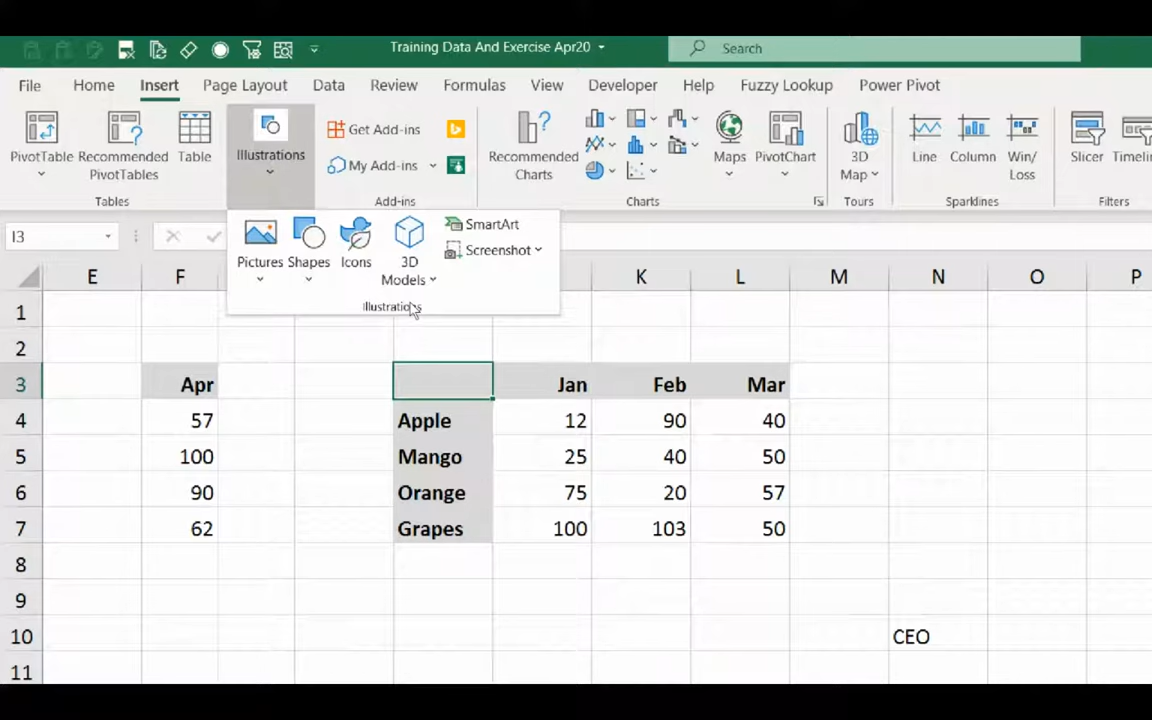 Training Data And Exercise Apr20
Search
File Home Insert Page Layout Data Review Formulas View Developer Help Fuzzy Lookup Power Pivot
PivotTable
Recommended
PivotTables
Table
Tables
Illustrations
Get Add-ins
My Add-ins
Add-ins
Recommended
Charts
Maps
PivotChart
Charts
3D
Map
Tours
Line
Column
Win/
Loss
Sparklines
Slicer
Filters
I3
Pictures
Shapes
Icons
3D
Models
SmartArt
Screenshot
Illustrations
E F K L M N O P
1
2
3 Apr Jan Feb Mar
4 57 Apple 12 90 40
5 100 Mango 25 40 50
6 90 Orange 75 20 57
7 62 Grapes 100 103 50
8
9
10 CEO
11